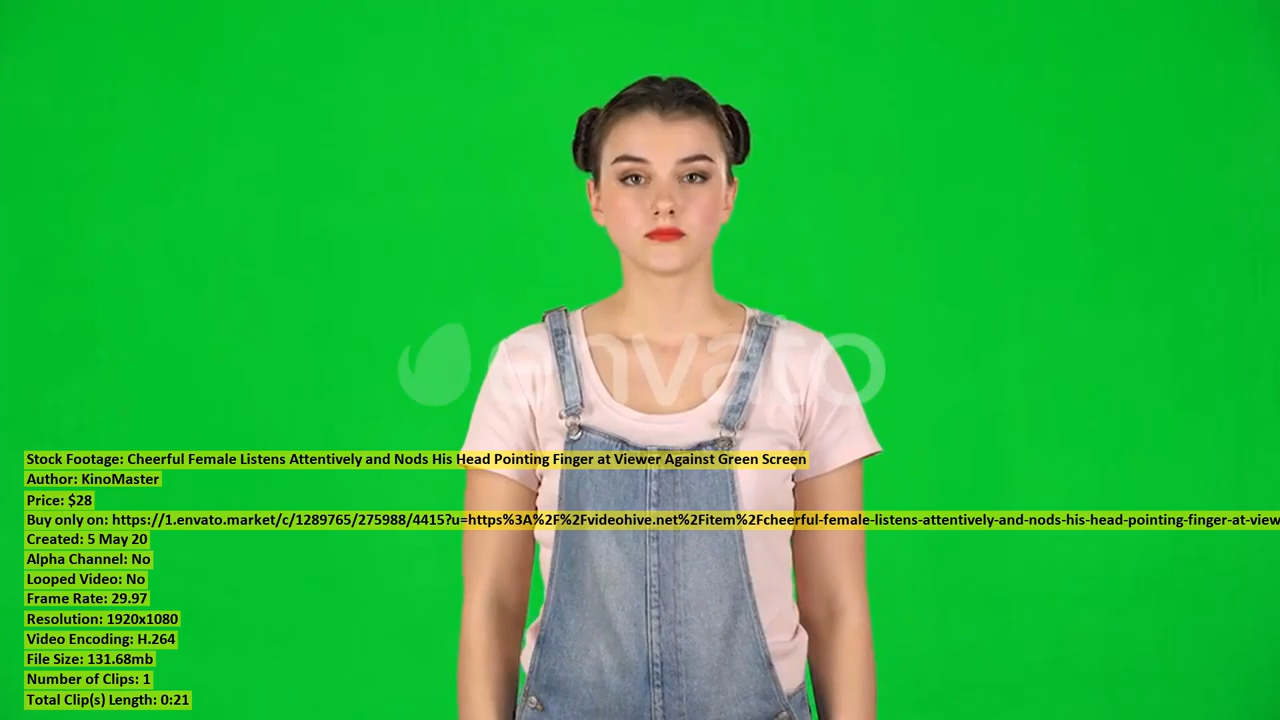 envato
Stock Footage: Cheerful Female Listens Attentively and Nods His Head Pointing Finger at Viewer Against Green Screen
Author: KinoMaster
Price: $28
Buy only on: https://1.envato.market/c/1289765/275988/4415?u=https%3A%2F%2Fvideohive.net%2Fitem%2Fcheerful-female-listens-attentively-and-nods-his-head-pointing-finger-at-view
Created: 5 May 20
Alpha Channel: No
Looped Video: No
Frame Rate: 29.97
Resolution: 1920x1080
Video Encoding: H.264
File Size: 131.68mb
Number of Clips: 1
Total Clip(s) Length: 0:21